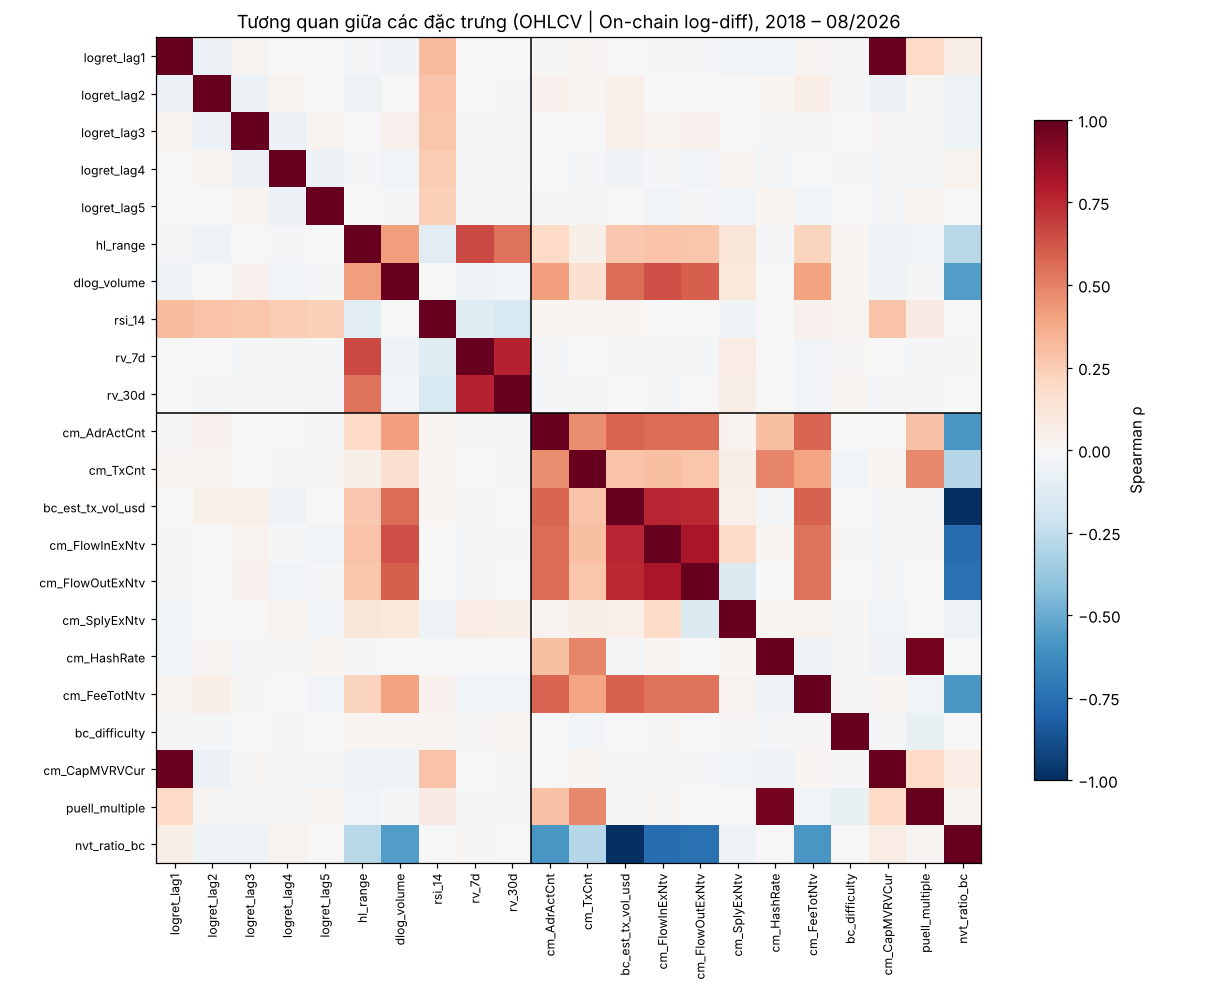 Tương quan giữa các đặc trưng (OHLCV | On-chain log-diff), 2018 – 08/2026
logret_lag1
logret_lag2
logret_lag3
logret_lag4
logret_lag5
hl_range
dlog_volume
rsi_14
rv_7d
rv_30d
cm_AdrActCnt
cm_TxCnt
bc_est_tx_vol_usd
cm_FlowInExNtv
cm_FlowOutExNtv
cm_SplyExNtv
cm_HashRate
cm_FeeTotNtv
bc_difficulty
cm_CapMVRVCur
puell_multiple
nvt_ratio_bc
logret_lag1
logret_lag2
logret_lag3
logret_lag4
logret_lag5
hl_range
dlog_volume
rsi_14
rv_7d
rv_30d
cm_AdrActCnt
cm_TxCnt
bc_est_tx_vol_usd
cm_FlowInExNtv
cm_FlowOutExNtv
cm_SplyExNtv
cm_HashRate
cm_FeeTotNtv
bc_difficulty
cm_CapMVRVCur
puell_multiple
nvt_ratio_bc
1.00
0.75
0.50
0.25
0.00
−0.25
−0.50
−0.75
−1.00
Spearman ρ